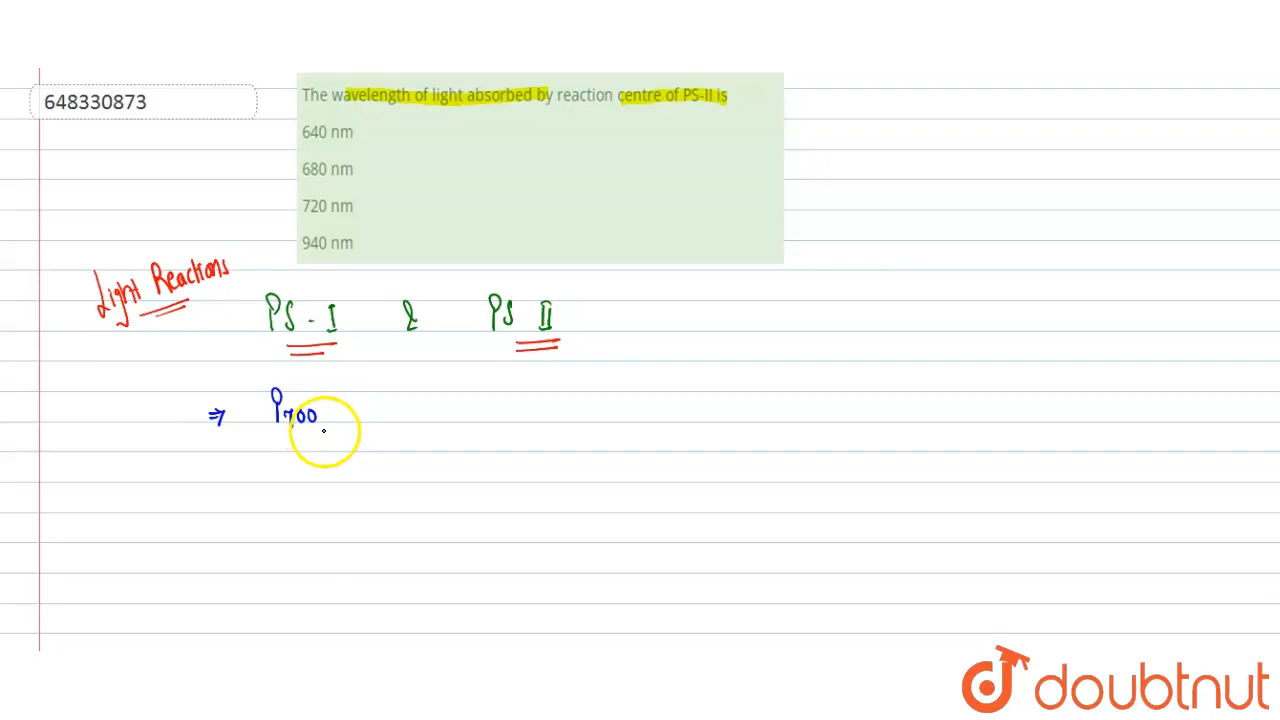 648330873
The wavelength of light absorbed by reaction centre of PS-II is
640 nm
680 nm
720 nm
940 nm
Light Reactions
PS - I & PS II
⇒ P700
doubtnut